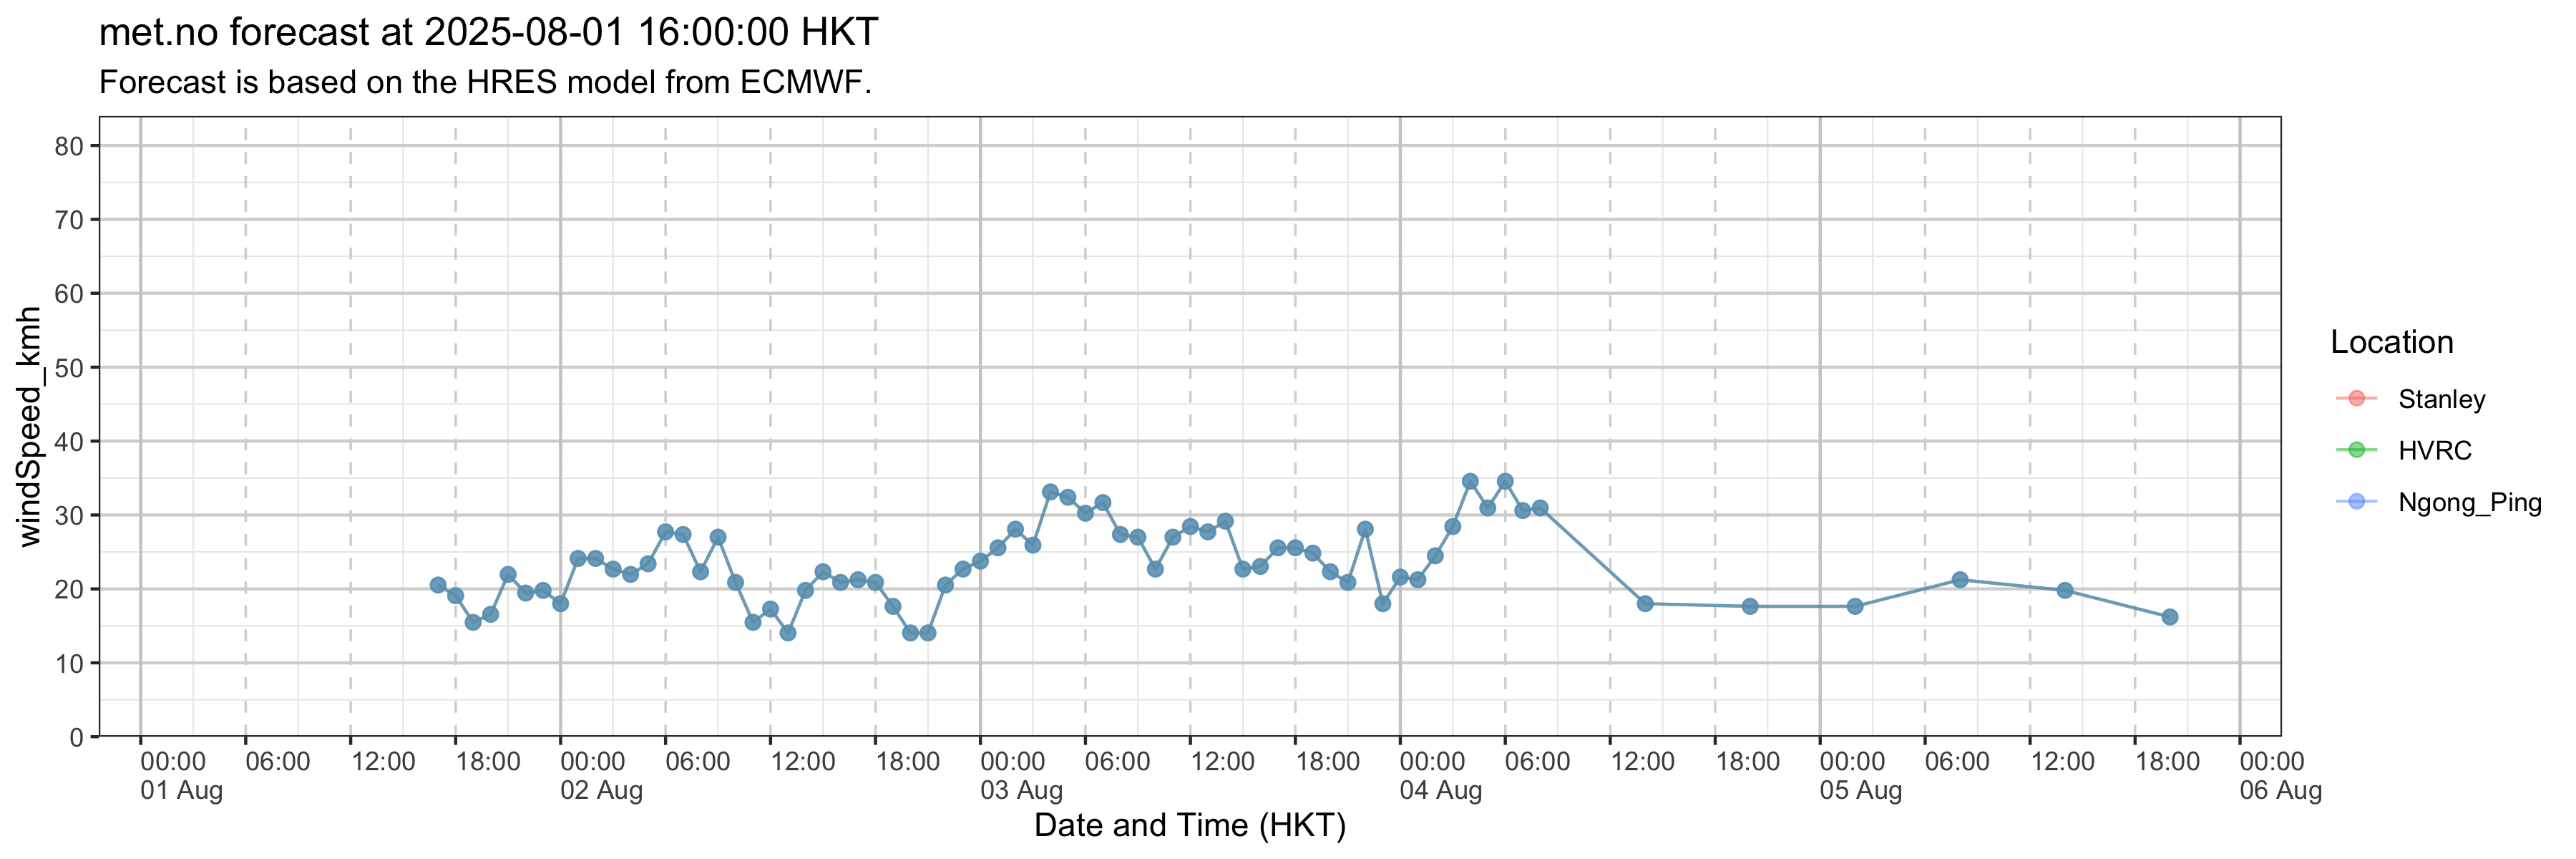 met.no forecast at 2025-08-01 16:00:00 HKT
Forecast is based on the HRES model from ECMWF.
windSpeed_kmh
80
70
60
50
40
30
20
10
0
00:00 06:00 12:00 18:00 00:00 06:00 12:00 18:00 00:00 06:00 12:00 18:00 00:00 06:00 12:00 18:00 00:00 06:00 12:00 18:00 00:00
01 Aug 02 Aug 03 Aug 04 Aug 05 Aug 06 Aug
Date and Time (HKT)
Location
Stanley
HVRC
Ngong_Ping